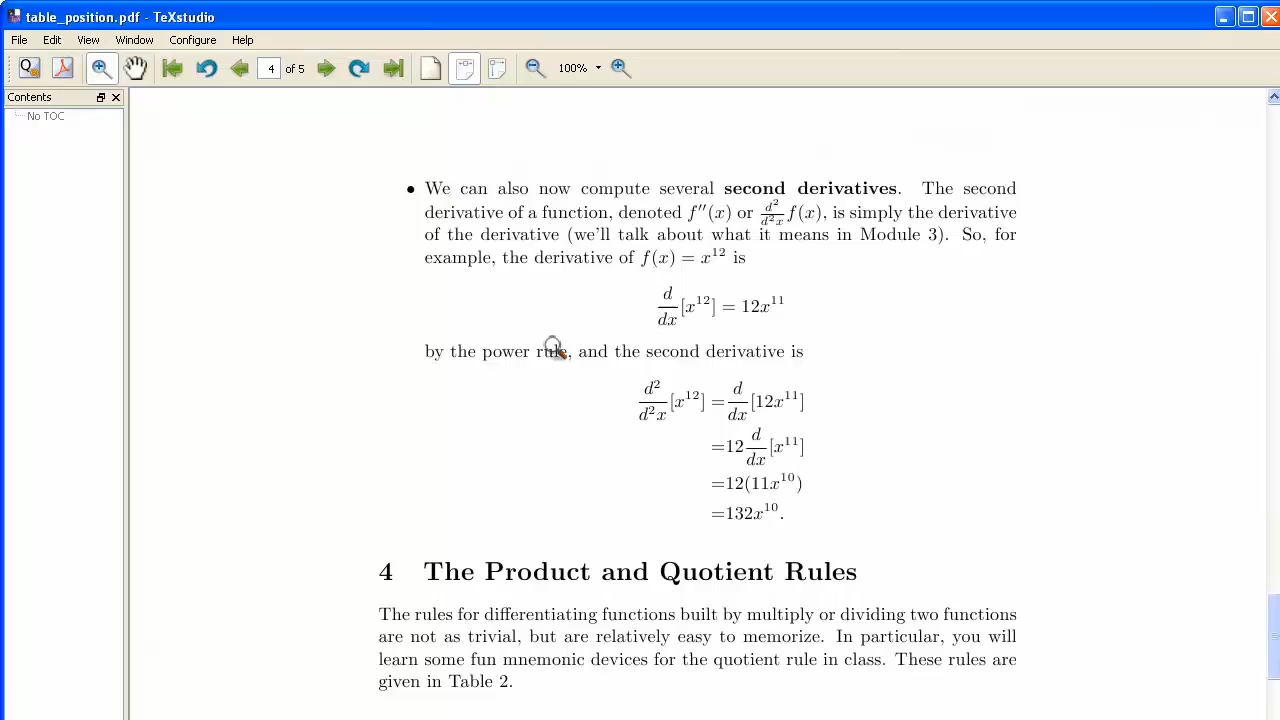 table_position.pdf - TeXstudio
File Edit View Window Configure Help
4 of 5 100%
Contents
No TOC
• We can also now compute several second derivatives. The second
derivative of a function, denoted f′′(x) or d²/d²x f(x), is simply the derivative
of the derivative (we'll talk about what it means in Module 3). So, for
example, the derivative of f(x) = x¹² is
d/dx [x¹²] = 12x¹¹
by the power rule, and the second derivative is
d²/d²x [x¹²] = d/dx [12x¹¹]
=12 d/dx [x¹¹]
=12(11x¹⁰)
=132x¹⁰.
4 The Product and Quotient Rules
The rules for differentiating functions built by multiply or dividing two functions
are not as trivial, but are relatively easy to memorize. In particular, you will
learn some fun mnemonic devices for the quotient rule in class. These rules are
given in Table 2.